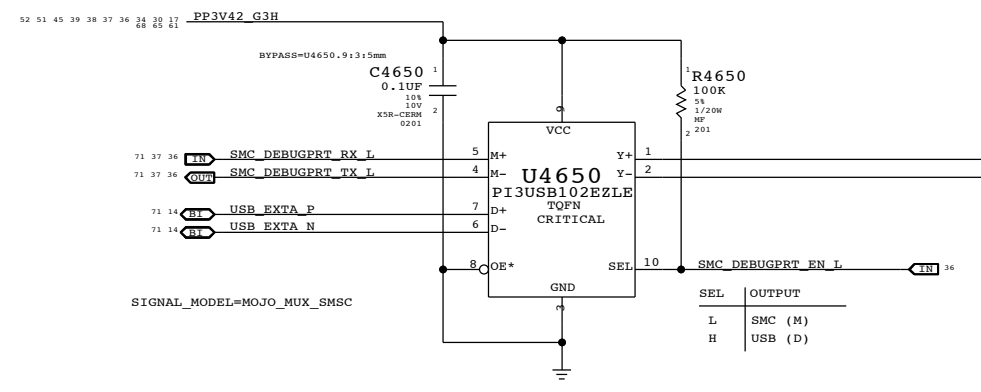 52 51 45 39 38 37 36 34 30 17
68 65 61
PP3V42_G3H
BYPASS=U4650.9:3:5mm
C4650
0.1UF
10%
10V
X5R-CERM
0201
1
2
R4650
100K
5%
1/20W
MF
201
1
2
9
VCC
71 37 36 IN SMC_DEBUGPRT_RX_L 5 M+
71 37 36 OUT SMC_DEBUGPRT_TX_L 4 M-
71 14 BI USB_EXTA_P 7 D+
71 14 BI USB_EXTA_N 6 D-
8 OE*
U4650
PI3USB102EZLE
TQFN
CRITICAL
Y+ 1
Y- 2
SEL 10 SMC_DEBUGPRT_EN_L IN 36
GND
3
SIGNAL_MODEL=MOJO_MUX_SMSC
SEL OUTPUT
L SMC (M)
H USB (D)